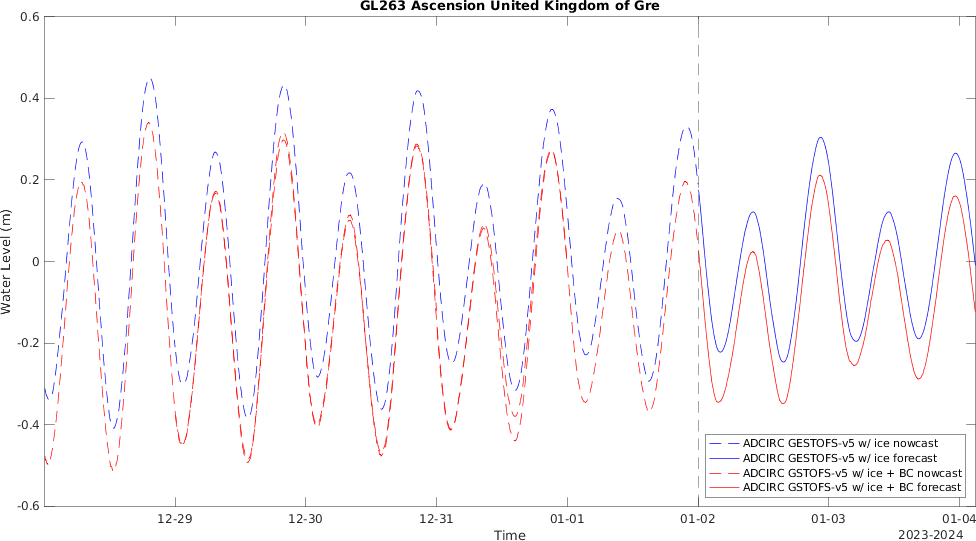 GL263 Ascension United Kingdom of Gre
0.6
0.4
0.2
0
-0.2
-0.4
-0.6
Water Level (m)
12-29
12-30
12-31
01-01
01-02
01-03
01-04
Time
2023-2024
ADCIRC GESTOFS-v5 w/ ice nowcast
ADCIRC GESTOFS-v5 w/ ice forecast
ADCIRC GSTOFS-v5 w/ ice + BC nowcast
ADCIRC GSTOFS-v5 w/ ice + BC forecast